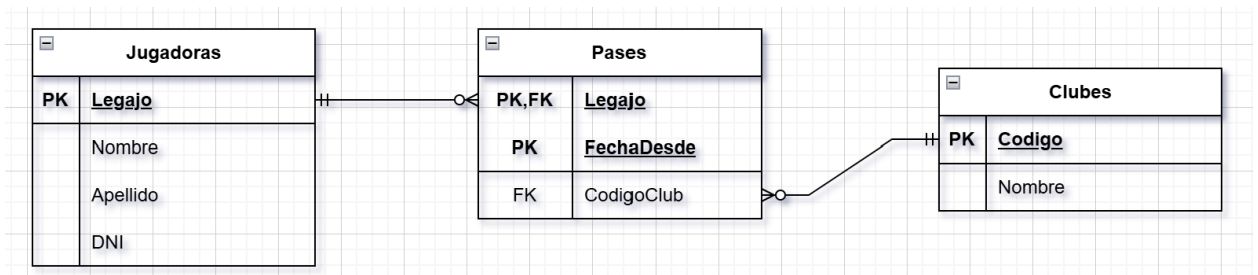 Jugadoras
PK Legajo
Nombre
Apellido
DNI
Pases
PK,FK Legajo
PK FechaDesde
FK CodigoClub
Clubes
PK Codigo
Nombre